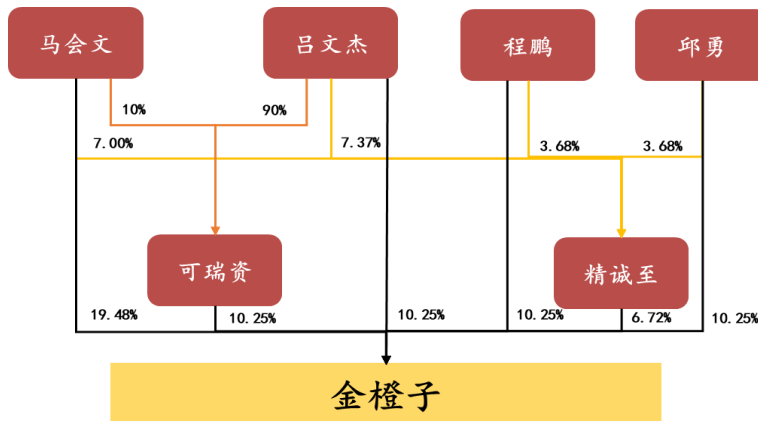 马会文
吕文杰
程鹏
邱勇
10%
90%
7.00%
7.37%
3.68%
3.68%
可瑞资
精诚至
19.48%
10.25%
10.25%
10.25%
6.72%
10.25%
金橙子